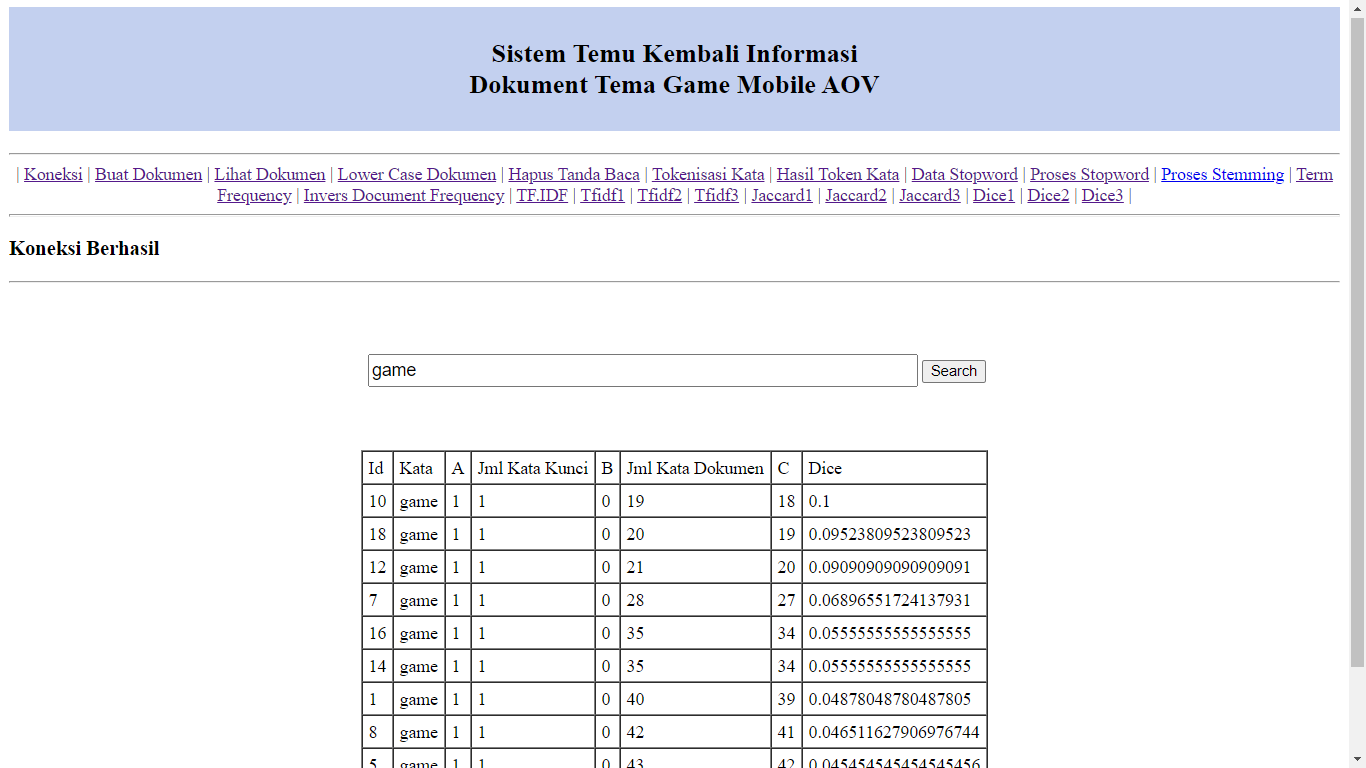 Sistem Temu Kembali Informasi
Dokument Tema Game Mobile AOV
| Koneksi | Buat Dokumen | Lihat Dokumen | Lower Case Dokumen | Hapus Tanda Baca | Tokenisasi Kata | Hasil Token Kata | Data Stopword | Proses Stopword | Proses Stemming | Term
Frequency | Invers Document Frequency | TF.IDF | Tfidf1 | Tfidf2 | Tfidf3 | Jaccard1 | Jaccard2 | Jaccard3 | Dice1 | Dice2 | Dice3 |
Koneksi Berhasil
game Search
Id Kata A Jml Kata Kunci B Jml Kata Dokumen C Dice
10 game 1 1 0 19 18 0.1
18 game 1 1 0 20 19 0.09523809523809523
12 game 1 1 0 21 20 0.09090909090909091
7 game 1 1 0 28 27 0.06896551724137931
16 game 1 1 0 35 34 0.05555555555555555
14 game 1 1 0 35 34 0.05555555555555555
1 game 1 1 0 40 39 0.04878048780487805
8 game 1 1 0 42 41 0.046511627906976744
5 game 1 1 0 43 42 0.045454545454545456